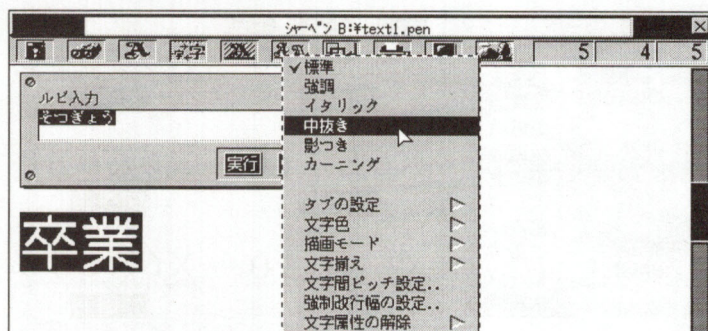 シャーペン B:¥text1.pen
5 4 5
ルビ入力
そつぎょう
実行
卒業
✓標準
強調
イタリック
中抜き
影つき
カーニング
タブの設定
文字色
描画モード
文字揃え
文字間ピッチ設定..
強制改行幅の設定..
文字属性の解除